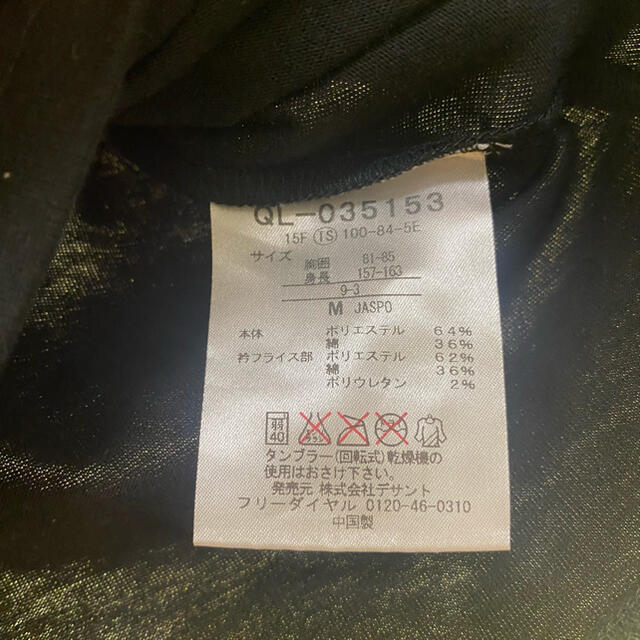 QL-035153
15F (TS) 100-84-5E
サイズ 胸囲 81-85
身長 157-163
9-3
M JASPO
本体 ポリエステル 64%
綿 36%
衿フライス部 ポリエステル 62%
綿 36%
ポリウレタン 2%
弱 40
タンブラー(回転式)乾燥機の
使用はおさけ下さい。
発売元 株式会社デサント
フリーダイヤル 0120-46-0310
中国製